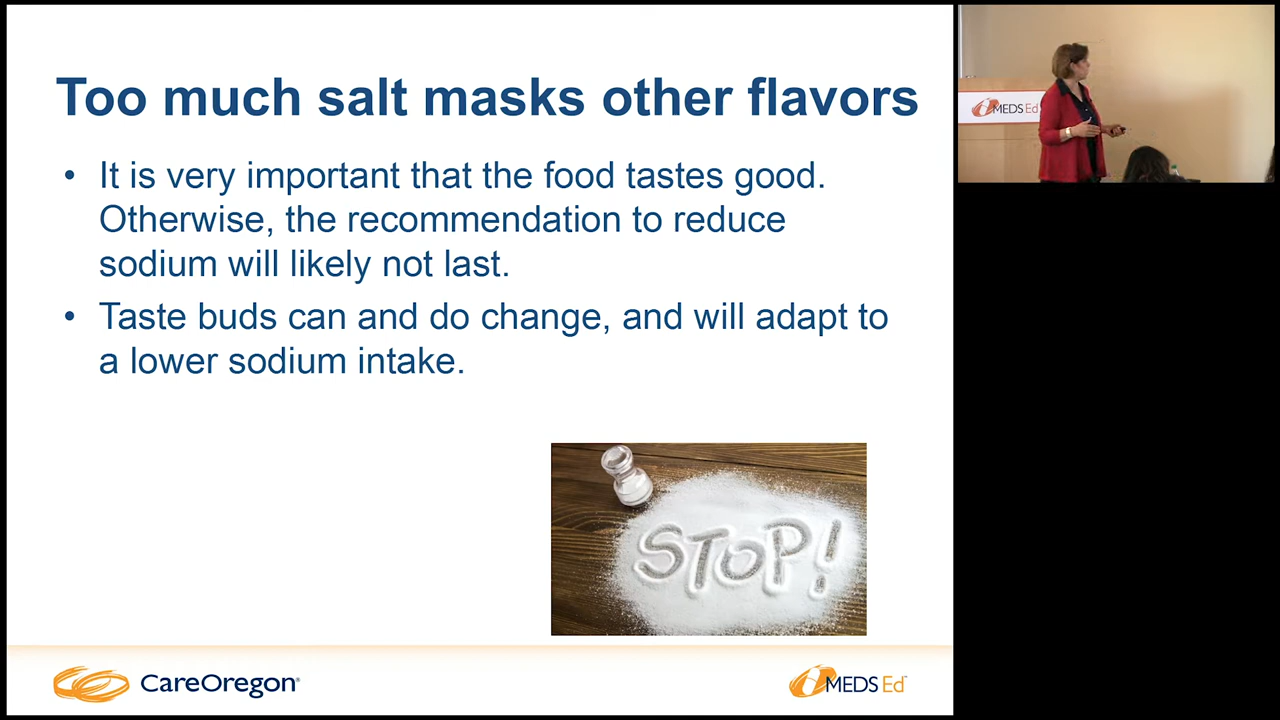 Too much salt masks other flavors
• It is very important that the food tastes good.
Otherwise, the recommendation to reduce
sodium will likely not last.
• Taste buds can and do change, and will adapt to
a lower sodium intake.
STOP!
CareOregon®
MEDS Ed
MEDS Ed